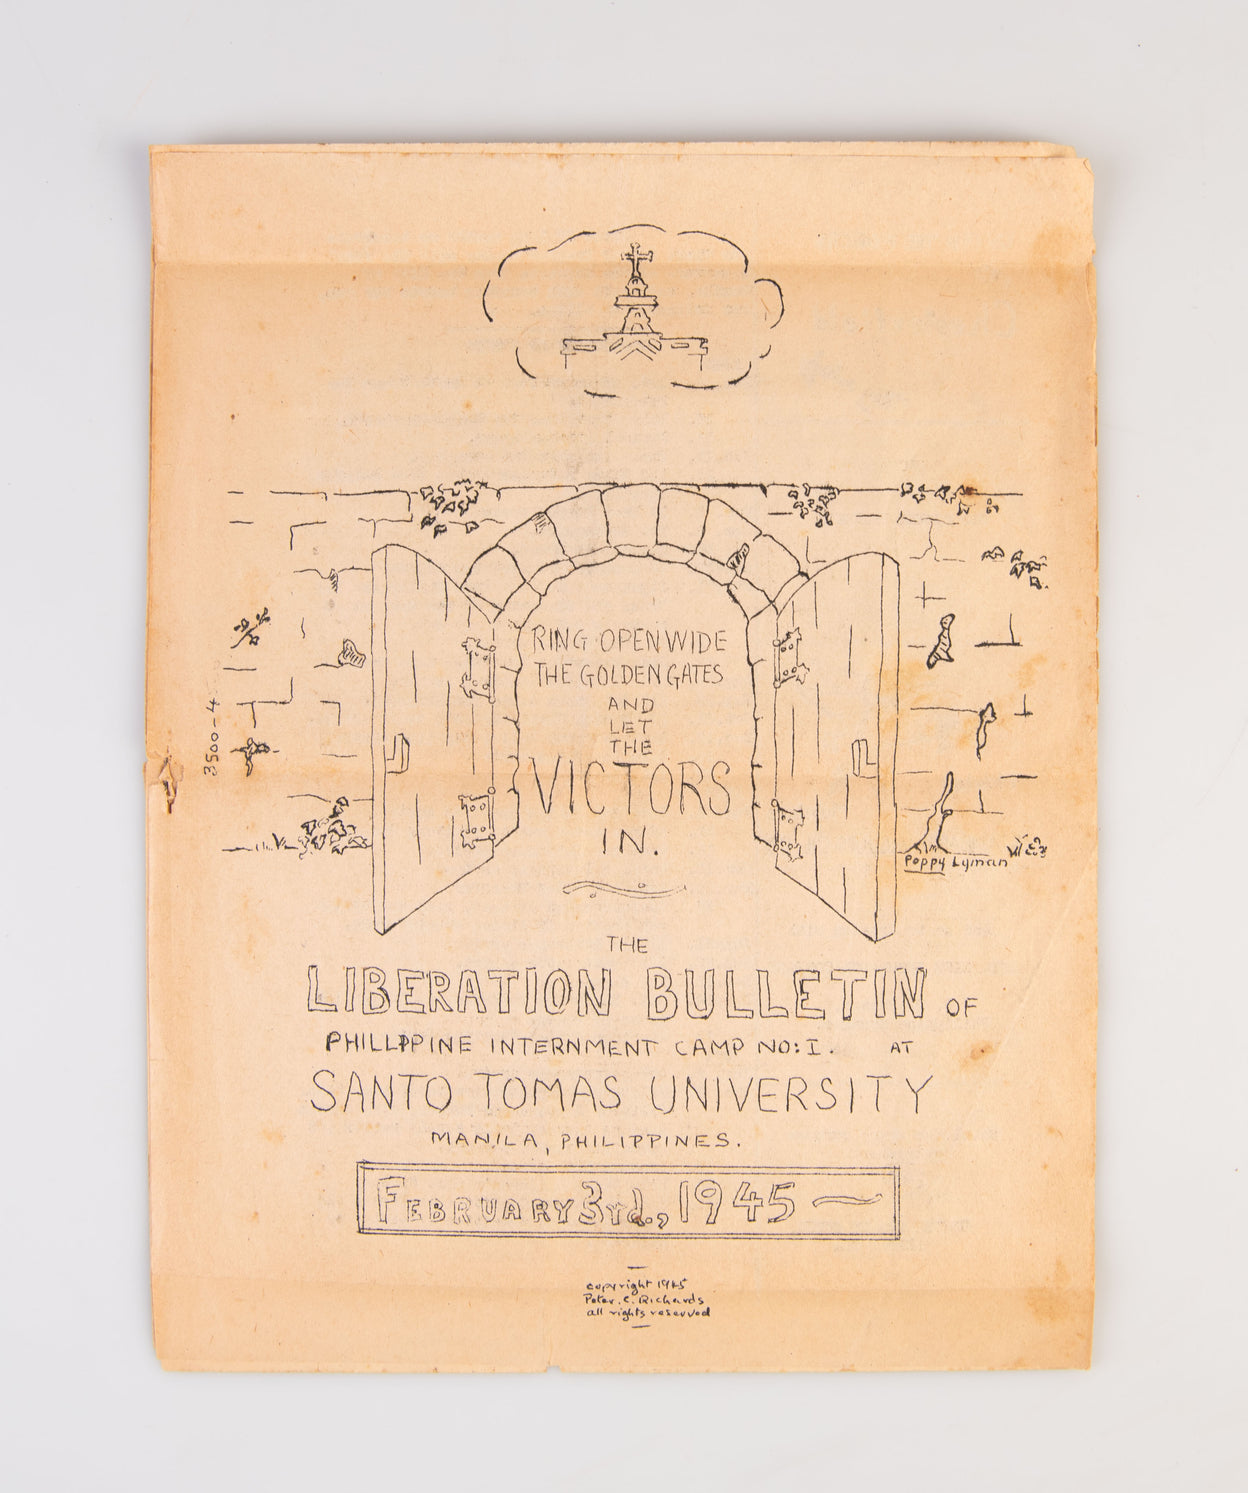 RING OPEN WIDE
THE GOLDEN GATES
AND
LET
THE
VICTORS
IN.
3500-4
Poppy Lyman
THE
LIBERATION BULLETIN OF
PHILLPPINE INTERNMENT CAMP NO: I. AT
SANTO TOMAS UNIVERSITY
MANILA, PHILIPPINES.
FEBRUARY 3rd., 1945
copyright 1945
Peter. C. Richards
all rights reserved